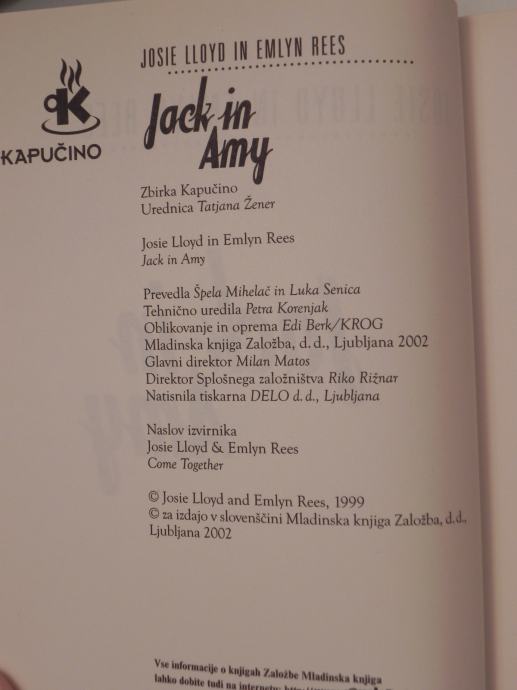 JOSIE LLOYD IN EMLYN REES
KAPUČINO
Jack in
Amy
Zbirka Kapučino
Urednica Tatjana Žener
Josie Lloyd in Emlyn Rees
Jack in Amy
Prevedla Špela Mihelač in Luka Senica
Tehnično uredila Petra Korenjak
Oblikovanje in oprema Edi Berk/KROG
Mladinska knjiga Založba, d. d., Ljubljana 2002
Glavni direktor Milan Matos
Direktor Splošnega založništva Riko Rižnar
Natisnila tiskarna DELO d. d., Ljubljana
Naslov izvirnika
Josie Lloyd & Emlyn Rees
Come Together
© Josie Lloyd and Emlyn Rees, 1999
© za izdajo v slovenščini Mladinska knjiga Založba, d.d.,
Ljubljana 2002
Vse informacije o knjigah Založbe Mladinska knjiga
lahko dobite tudi na internetu: